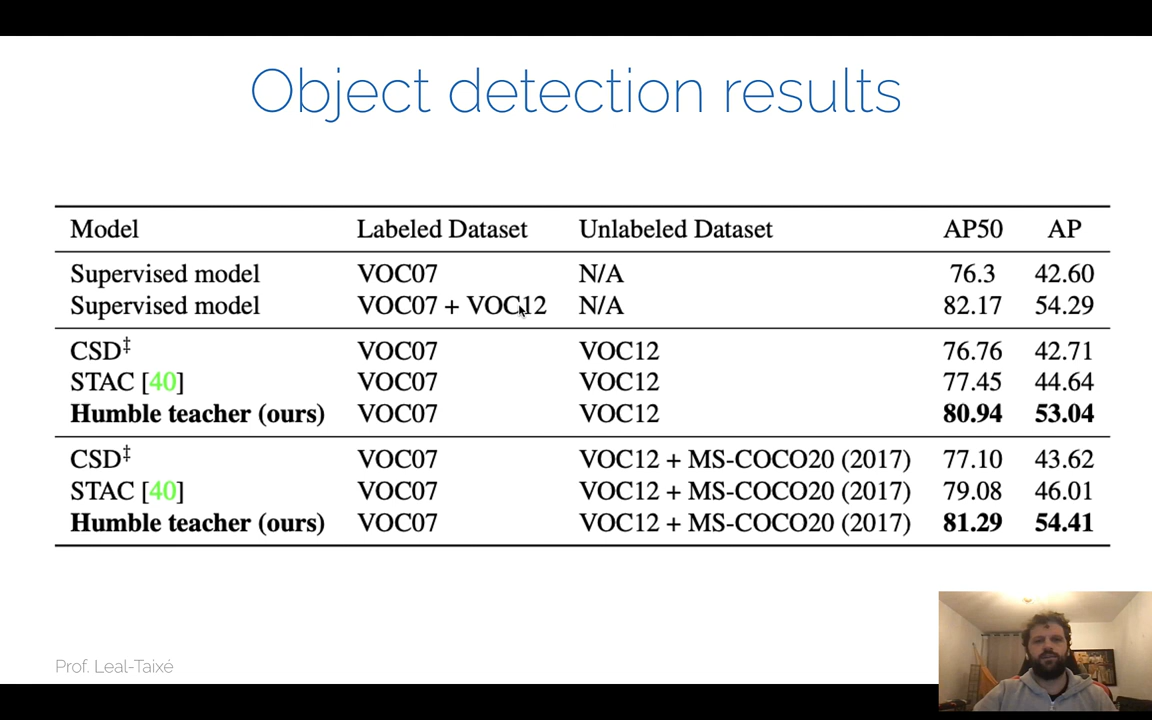 Object detection results
Model Labeled Dataset Unlabeled Dataset AP50 AP
Supervised model VOC07 N/A 76.3 42.60
Supervised model VOC07 + VOC12 N/A 82.17 54.29
CSD‡ VOC07 VOC12 76.76 42.71
STAC [40] VOC07 VOC12 77.45 44.64
Humble teacher (ours) VOC07 VOC12 80.94 53.04
CSD‡ VOC07 VOC12 + MS-COCO20 (2017) 77.10 43.62
STAC [40] VOC07 VOC12 + MS-COCO20 (2017) 79.08 46.01
Humble teacher (ours) VOC07 VOC12 + MS-COCO20 (2017) 81.29 54.41
Prof. Leal-Taixé